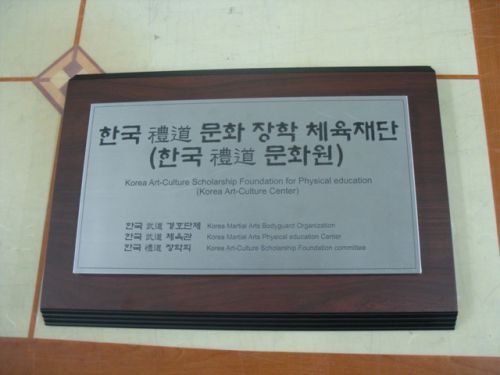 한국 禮道 문화 장학 체육재단
(한국 禮道 문화원)
Korea Art-Culture Scholarship Foundation for Physical education
(Korea Art-Culture Center)
한국 武道 경호단체 Korea Martial Arts Bodyguard Organization
한국 武道 체육관 Korea Martial Arts Physical education Center
한국 禮道 장학회 Korea Art-Culture Scholarship Foundation committee